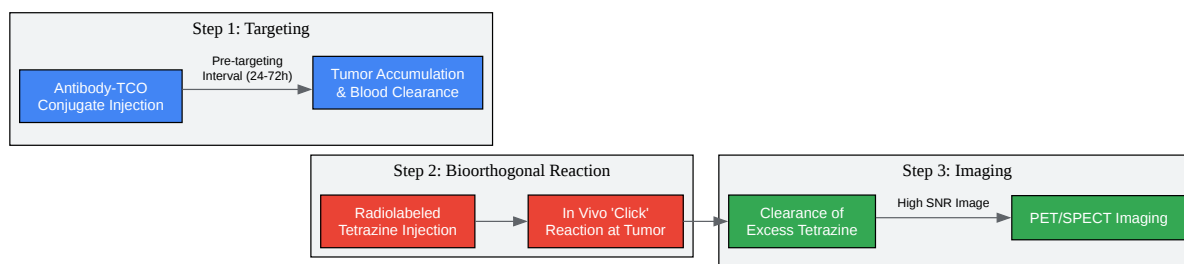 Step 1: Targeting
Antibody-TCO
Conjugate Injection
Pre-targeting
Interval (24-72h)
Tumor Accumulation
& Blood Clearance
Step 2: Bioorthogonal Reaction
Radiolabeled
Tetrazine Injection
In Vivo 'Click'
Reaction at Tumor
Step 3: Imaging
Clearance of
Excess Tetrazine
High SNR Image
PET/SPECT Imaging